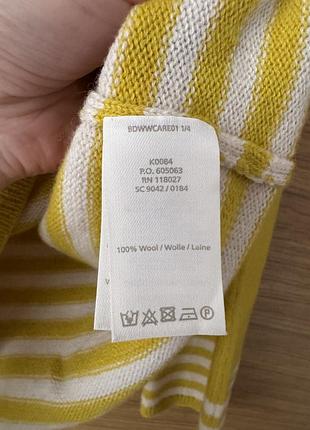 BDWWCARE01 1/4
K0084
P.O. 605063
RN 118027
SC 9042 / 0184
100% Wool / Wolle / Laine